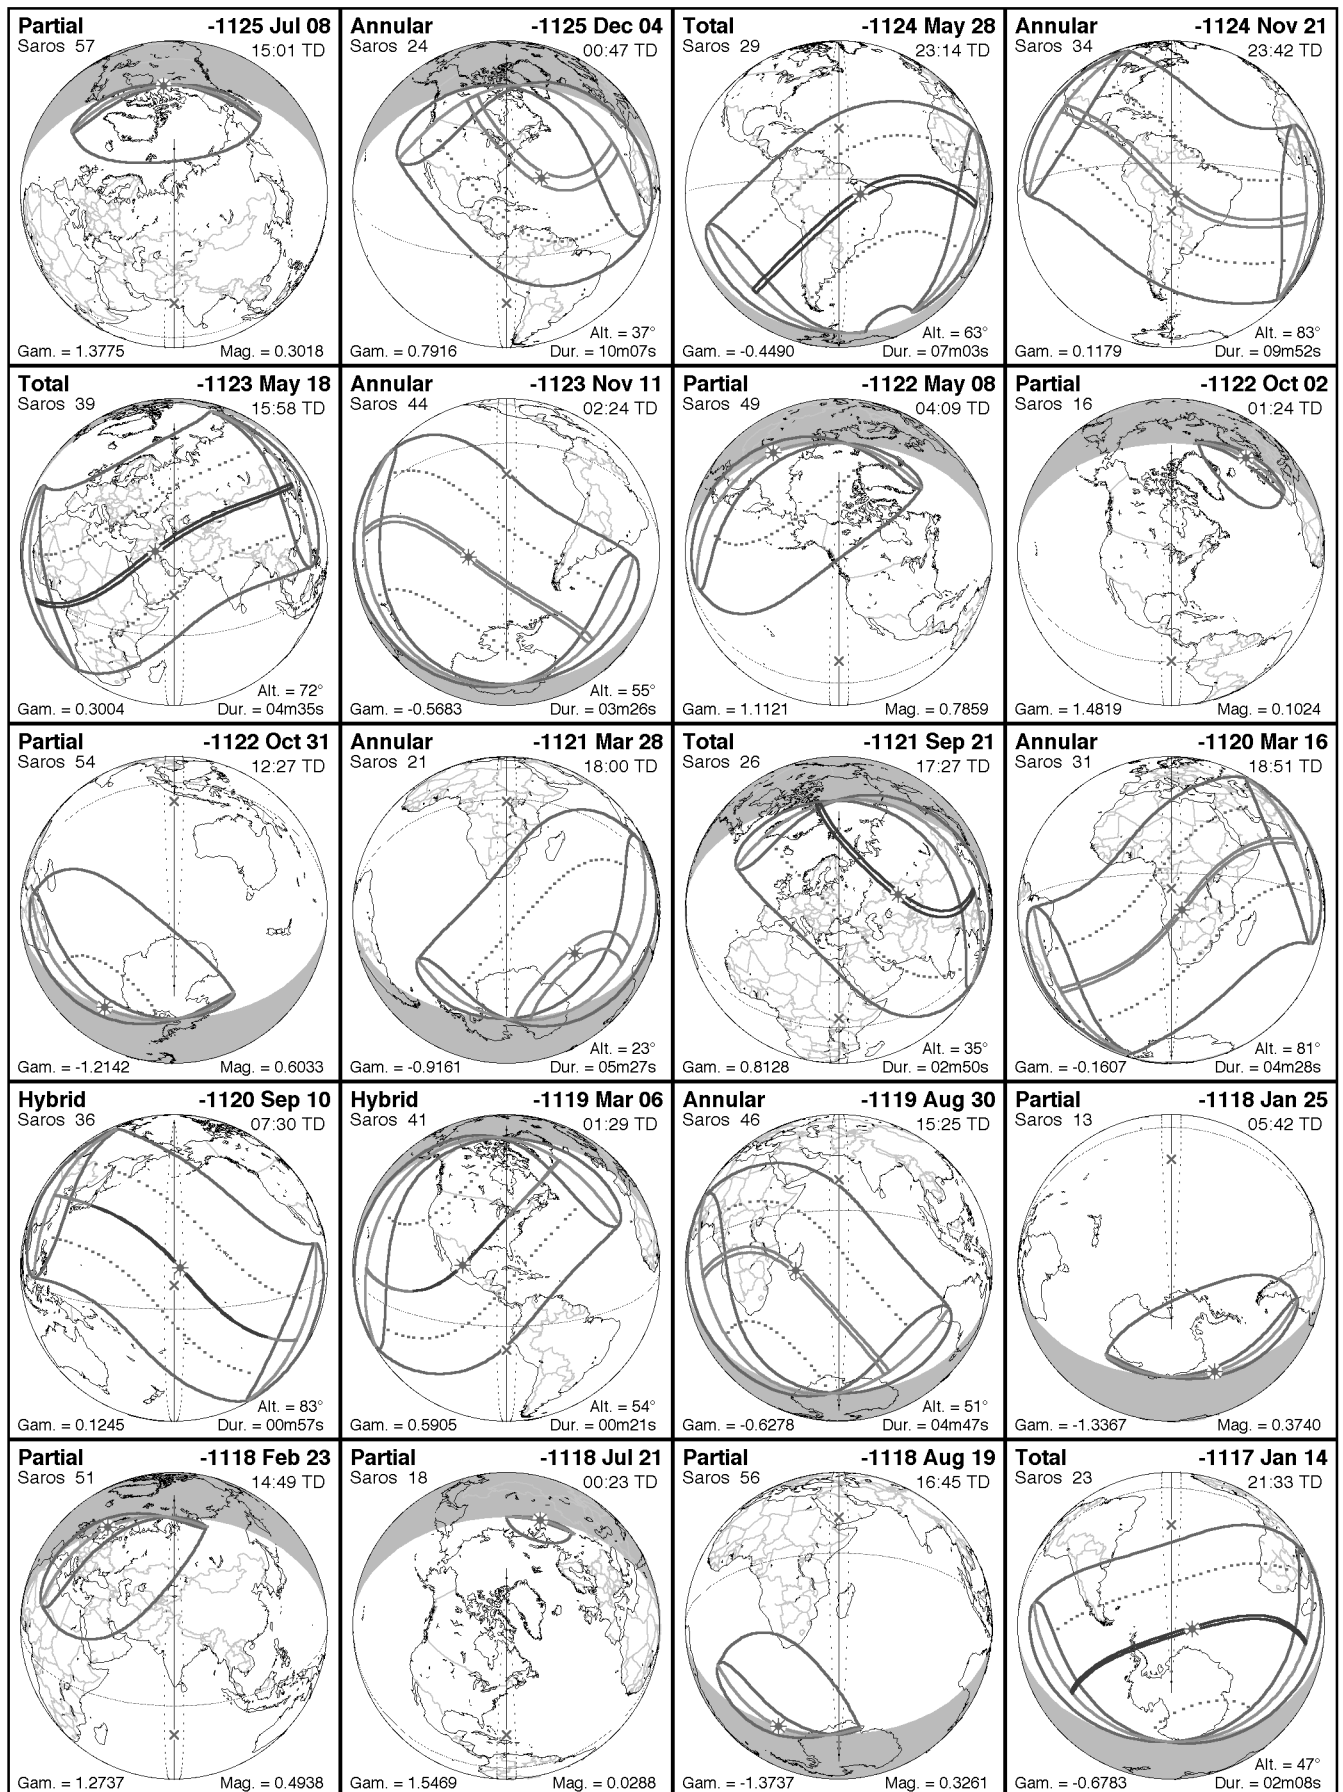 Partial -1125 Jul 08
Saros 57 15:01 TD
Gam. = 1.3775 Mag. = 0.3018
Annular -1125 Dec 04
Saros 24 00:47 TD
Alt. = 37°
Gam. = 0.7916 Dur. = 10m07s
Total -1124 May 28
Saros 29 23:14 TD
Alt. = 63°
Gam. = -0.4490 Dur. = 07m03s
Annular -1124 Nov 21
Saros 34 23:42 TD
Alt. = 83°
Gam. = 0.1179 Dur. = 09m52s
Total -1123 May 18
Saros 39 15:58 TD
Alt. = 72°
Gam. = 0.3004 Dur. = 04m35s
Annular -1123 Nov 11
Saros 44 02:24 TD
Alt. = 55°
Gam. = -0.5683 Dur. = 03m26s
Partial -1122 May 08
Saros 49 04:09 TD
Gam. = 1.1121 Mag. = 0.7859
Partial -1122 Oct 02
Saros 16 01:24 TD
Gam. = 1.4819 Mag. = 0.1024
Partial -1122 Oct 31
Saros 54 12:27 TD
Gam. = -1.2142 Mag. = 0.6033
Annular -1121 Mar 28
Saros 21 18:00 TD
Alt. = 23°
Gam. = -0.9161 Dur. = 05m27s
Total -1121 Sep 21
Saros 26 17:27 TD
Alt. = 35°
Gam. = 0.8128 Dur. = 02m50s
Annular -1120 Mar 16
Saros 31 18:51 TD
Alt. = 81°
Gam. = -0.1607 Dur. = 04m28s
Hybrid -1120 Sep 10
Saros 36 07:30 TD
Alt. = 83°
Gam. = 0.1245 Dur. = 00m57s
Hybrid -1119 Mar 06
Saros 41 01:29 TD
Alt. = 54°
Gam. = 0.5905 Dur. = 00m21s
Annular -1119 Aug 30
Saros 46 15:25 TD
Alt. = 51°
Gam. = -0.6278 Dur. = 04m47s
Partial -1118 Jan 25
Saros 13 05:42 TD
Gam. = -1.3367 Mag. = 0.3740
Partial -1118 Feb 23
Saros 51 14:49 TD
Gam. = 1.2737 Mag. = 0.4938
Partial -1118 Jul 21
Saros 18 00:23 TD
Gam. = 1.5469 Mag. = 0.0288
Partial -1118 Aug 19
Saros 56 16:45 TD
Gam. = -1.3737 Mag. = 0.3261
Total -1117 Jan 14
Saros 23 21:33 TD
Alt. = 47°
Gam. = -0.6783 Dur. = 02m08s